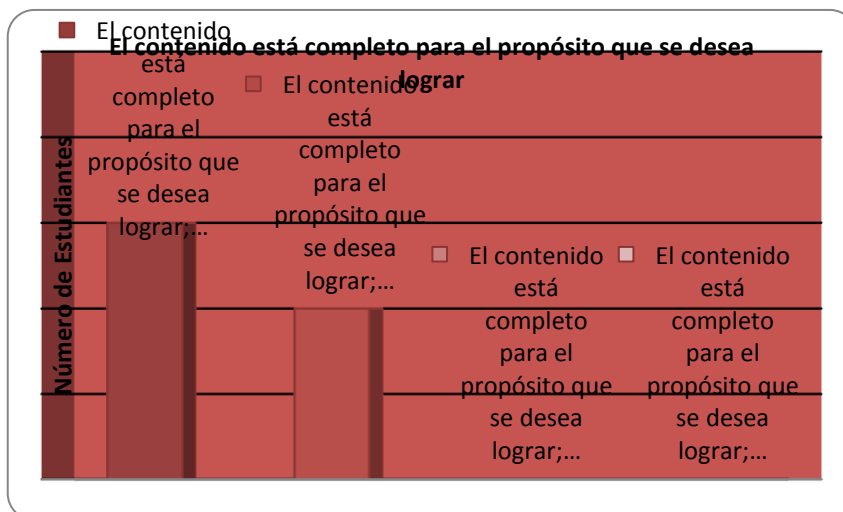 El contenido está completo para el propósito que se desea
lograr
Número de Estudiantes
El contenido
está
completo
para el
propósito que
se desea
lograr;...
El contenido
está
completo
para el
propósito que
se desea
lograr;...
El contenido
está
completo
para el
propósito que
se desea
lograr;...
El contenido
está
completo
para el
propósito que
se desea
lograr;...